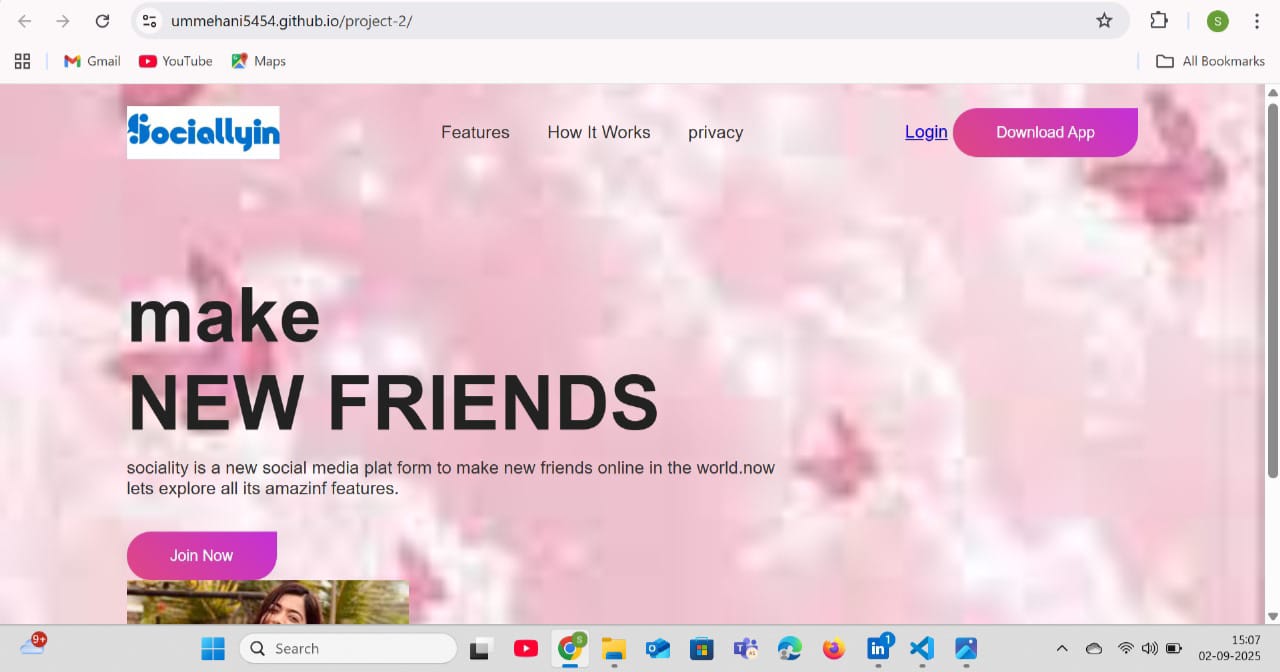 ummehani5454.github.io/project-2/
S
Gmail YouTube Maps All Bookmarks
Sociallyin
Features How It Works privacy Login Download App
make
NEW FRIENDS
sociality is a new social media plat form to make new friends online in the world.now
lets explore all its amazinf features.
Join Now
9+
Search
S
in
1
15:07
02-09-2025